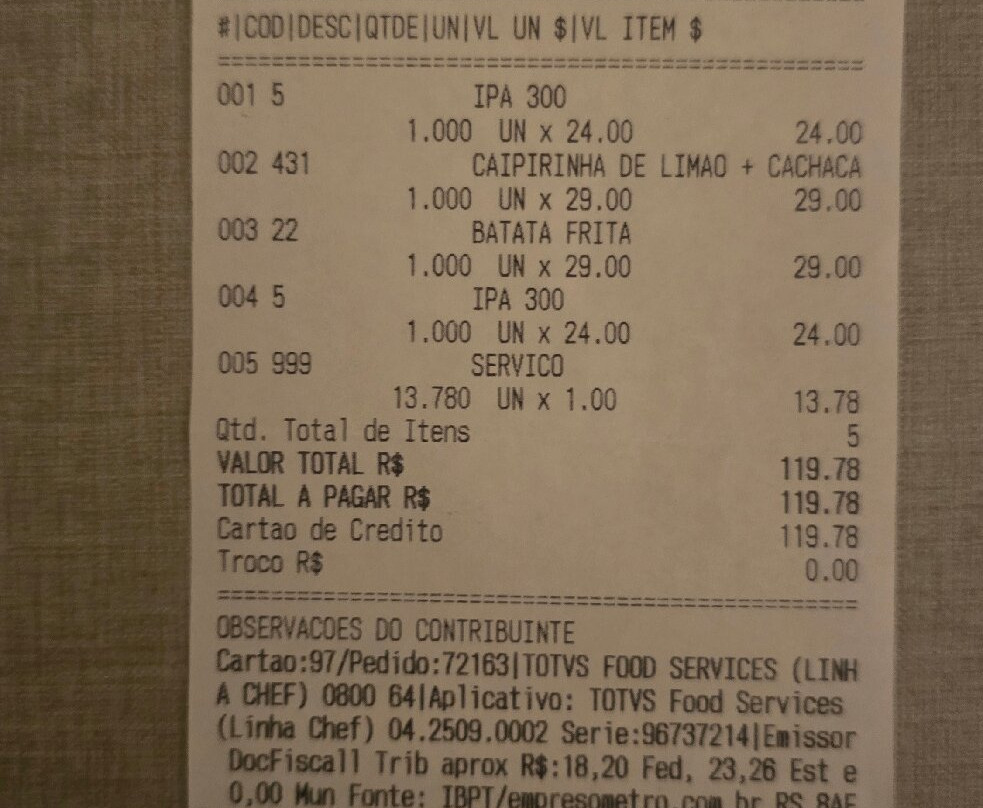 #|COD|DESC|QTDE|UN|VL UN $|VL ITEM $
001 5 IPA 300
1.000 UN x 24.00 24.00
002 431 CAIPIRINHA DE LIMAO + CACHACA
1.000 UN x 29.00 29.00
003 22 BATATA FRITA
1.000 UN x 29.00 29.00
004 5 IPA 300
1.000 UN x 24.00 24.00
005 999 SERVICO
13.780 UN x 1.00 13.78
Qtd. Total de Itens 5
VALOR TOTAL R$ 119.78
TOTAL A PAGAR R$ 119.78
Cartao de Credito 119.78
Troco R$ 0.00
OBSERVACOES DO CONTRIBUINTE
Cartao:97/Pedido:72163|TOTVS FOOD SERVICES (LINH
A CHEF) 0800 64|Aplicativo: TOTVS Food Services
(Linha Chef) 04.2509.0002 Serie:96737214|Emissor
DocFiscall Trib aprox R$:18,20 Fed, 23,26 Est e
0,00 Mun Fonte: IBPT/empresometro.com.br RS